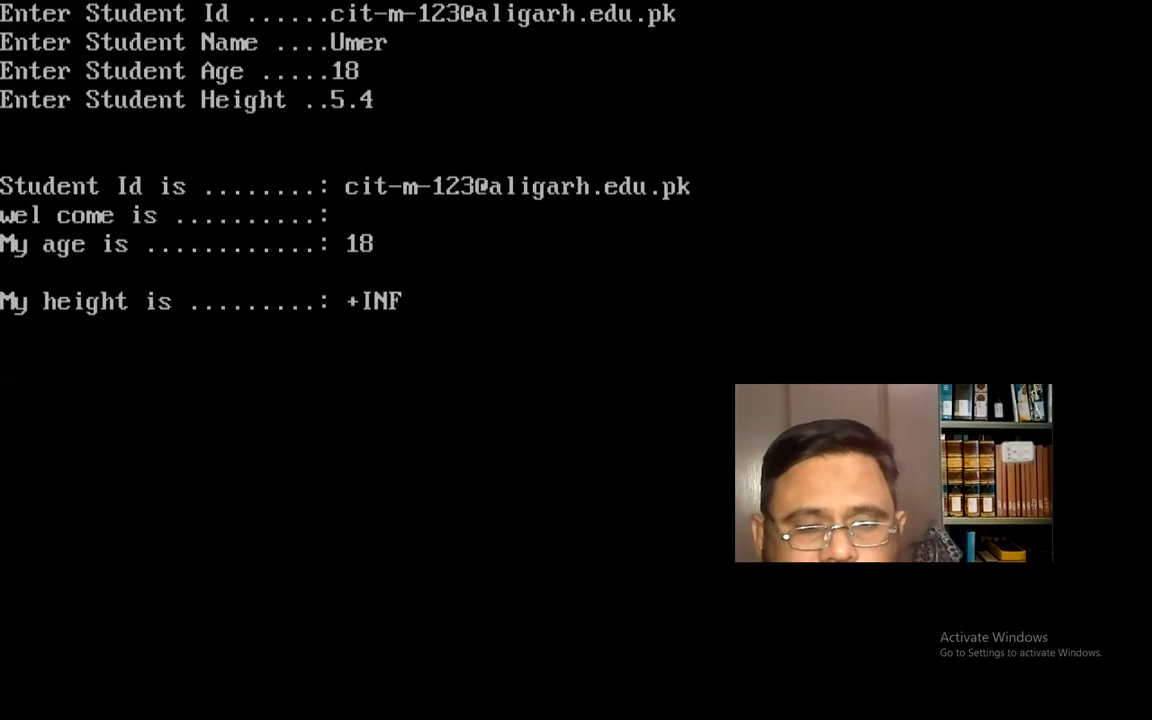 Enter Student Id ......cit-m-123@aligarh.edu.pk
Enter Student Name ....Umer
Enter Student Age .....18
Enter Student Height ..5.4
Student Id is ........: cit-m-123@aligarh.edu.pk
wel come is ..........:
My age is ............: 18
My height is .........: +INF
Activate Windows
Go to Settings to activate Windows.